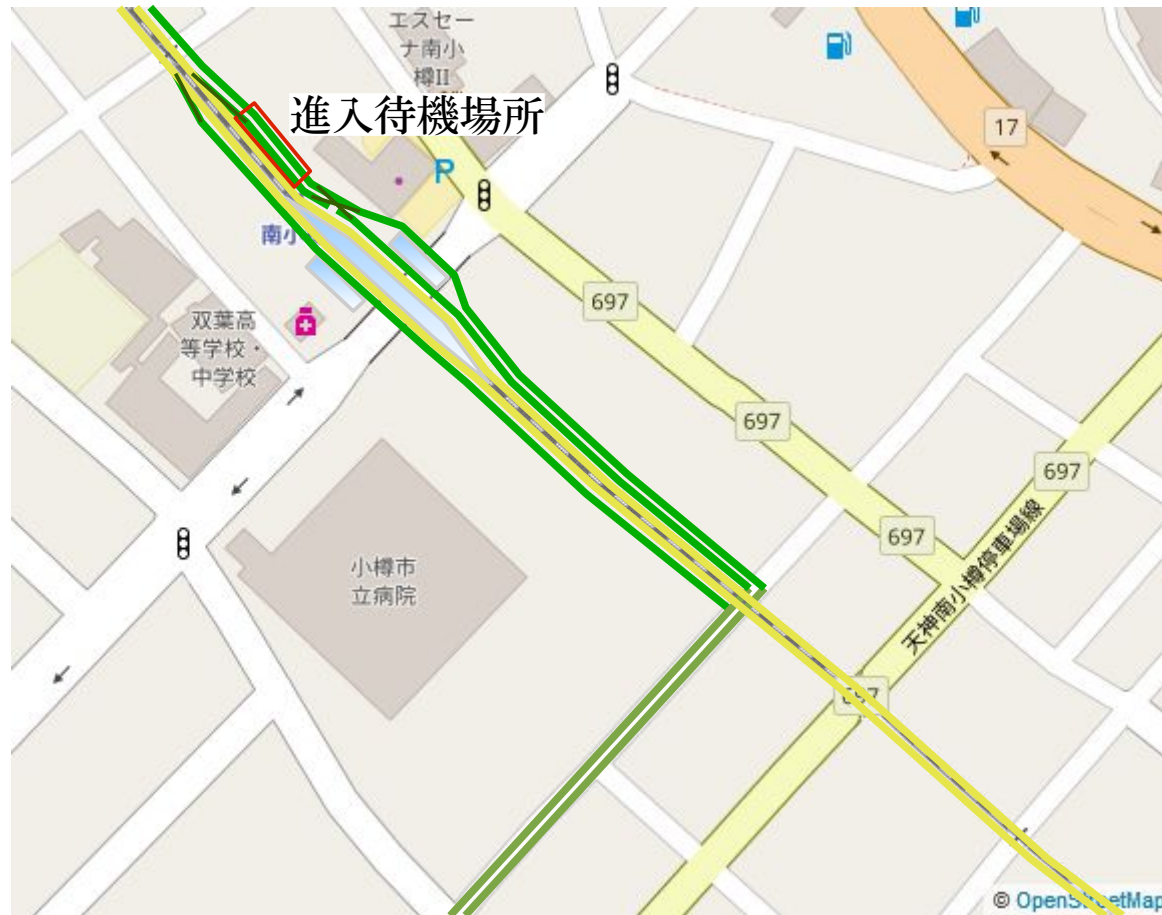 エスセー
ナ南小
樽II
進入待機場所
P
17
南小
697
双葉高
等学校・
中学校
697
697
697
天神南小樽停車場線
小樽市
立病院
© OpenStreetMap